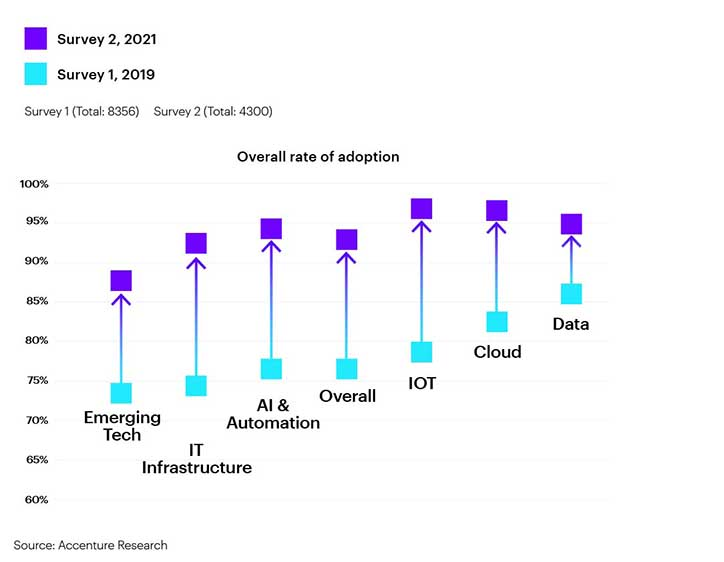 Survey 2, 2021
Survey 1, 2019
Survey 1 (Total: 8356) Survey 2 (Total: 4300)
Overall rate of adoption
100%
95%
90%
85%
80%
75%
70%
65%
60%
Emerging
Tech
IT
Infrastructure
AI &
Automation
Overall
IOT
Cloud
Data
Source: Accenture Research